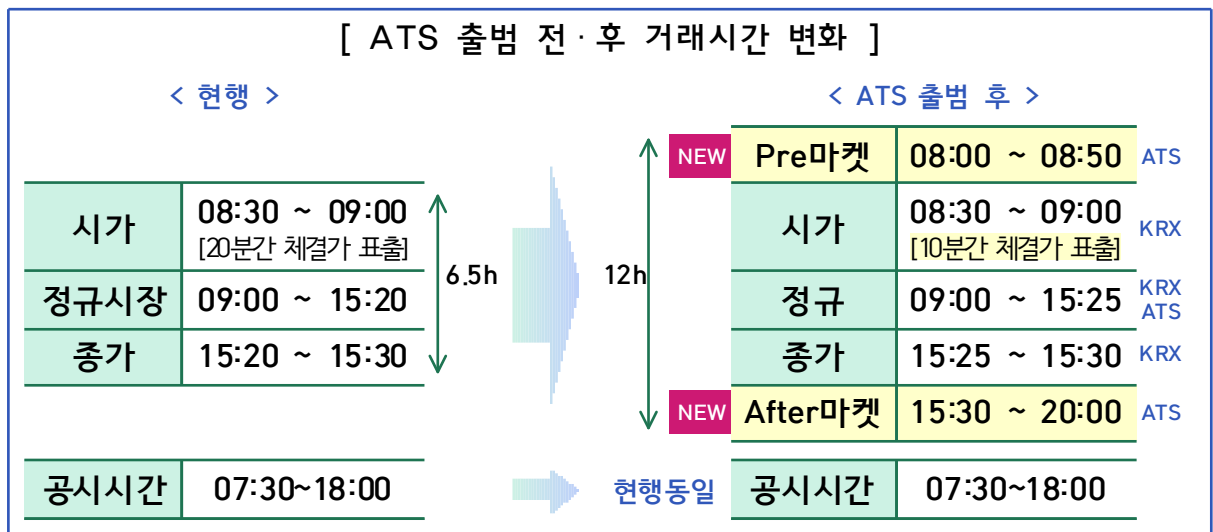 [ ATS 출범 전·후 거래시간 변화 ]
< 현행 >
시가 08:30 ~ 09:00
[20분간 체결가 표출]
정규시장 09:00 ~ 15:20
종가 15:20 ~ 15:30
6.5h
공시시간 07:30~18:00
< ATS 출범 후 >
12h
NEW Pre마켓 08:00 ~ 08:50 ATS
시가 08:30 ~ 09:00 KRX
[10분간 체결가 표출]
정규 09:00 ~ 15:25 KRX
ATS
종가 15:25 ~ 15:30 KRX
NEW After마켓 15:30 ~ 20:00 ATS
현행동일 공시시간 07:30~18:00